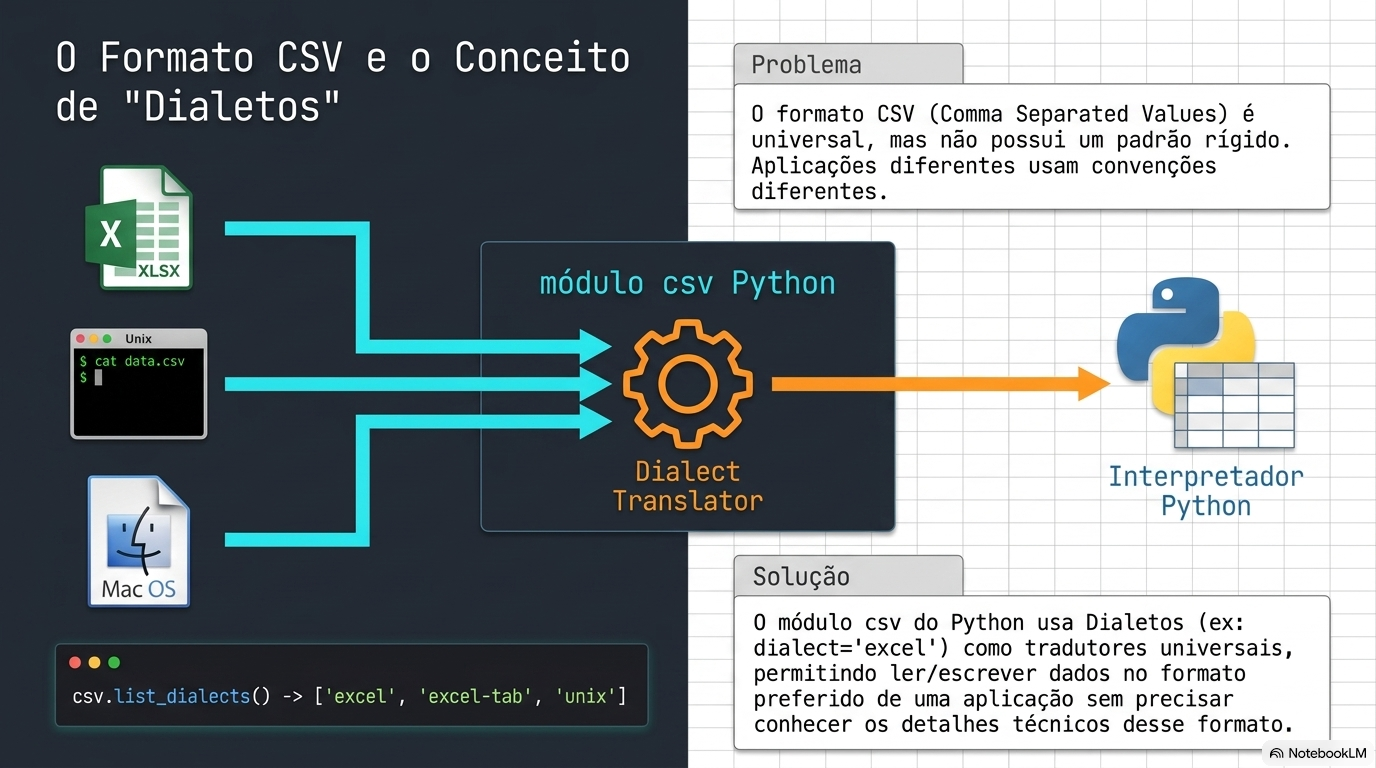 O Formato CSV e o Conceito
de "Dialetos"
X
XLSX
Unix
$ cat data.csv
$
Mac OS
csv.list_dialects() -> ['excel', 'excel-tab', 'unix']
módulo csv Python
Dialect
Translator
Problema
O formato CSV (Comma Separated Values) é
universal, mas não possui um padrão rígido.
Aplicações diferentes usam convenções
diferentes.
Interpretador
Python
Solução
O módulo csv do Python usa Dialetos (ex:
dialect='excel') como tradutores universais,
permitindo ler/escrever dados no formato
preferido de uma aplicação sem precisar
conhecer os detalhes técnicos desse formato.
NotebookLM